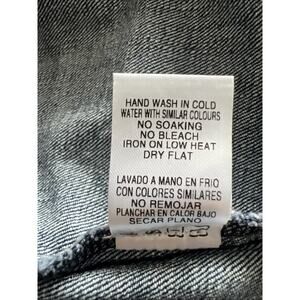 HAND WASH IN COLD
WATER WITH SIMILAR COLOURS
NO SOAKING
NO BLEACH
IRON ON LOW HEAT
DRY FLAT
LAVADO A MANO EN FRIO
CON COLORES SIMILARES
NO REMOJAR
PLANCHAR EN CALOR BAJO
SECAR PLANO